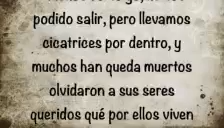 podido salir, pero llevamos
cicatrices por dentro, y
muchos han queda muertos
olvidaron a sus seres
queridos qué por ellos viven